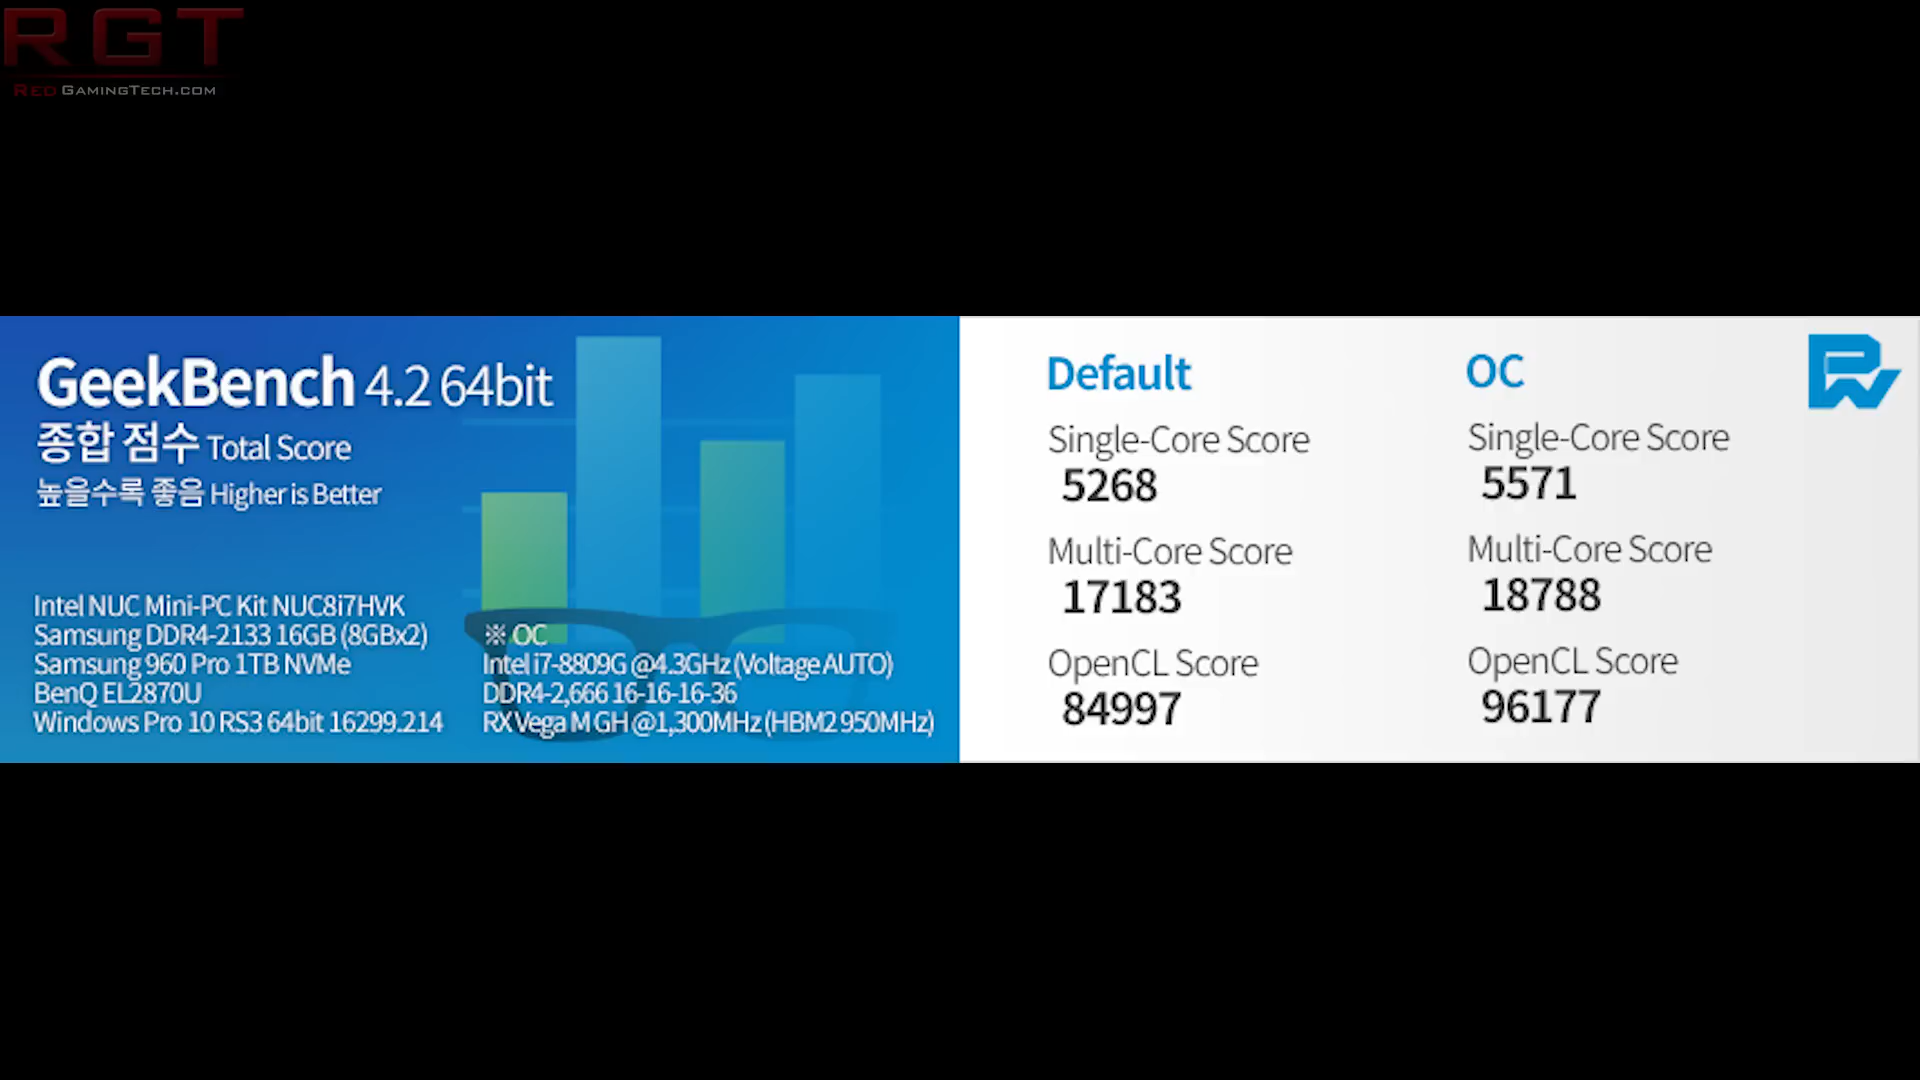 RGT
RedGamingTech.com
GeekBench 4.2 64bit
종합 점수 Total Score
높을수록 좋음 Higher is Better
Intel NUC Mini-PC Kit NUC8i7HVK
Samsung DDR4-2133 16GB (8GBx2)
Samsung 960 Pro 1TB NVMe
BenQ EL2870U
Windows Pro 10 RS3 64bit 16299.214
※ OC
Intel i7-8809G @4.3GHz (Voltage AUTO)
DDR4-2,666 16-16-16-36
RX Vega M GH @1,300MHz (HBM2 950MHz)
Default
Single-Core Score
5268
Multi-Core Score
17183
OpenCL Score
84997
OC
Single-Core Score
5571
Multi-Core Score
18788
OpenCL Score
96177